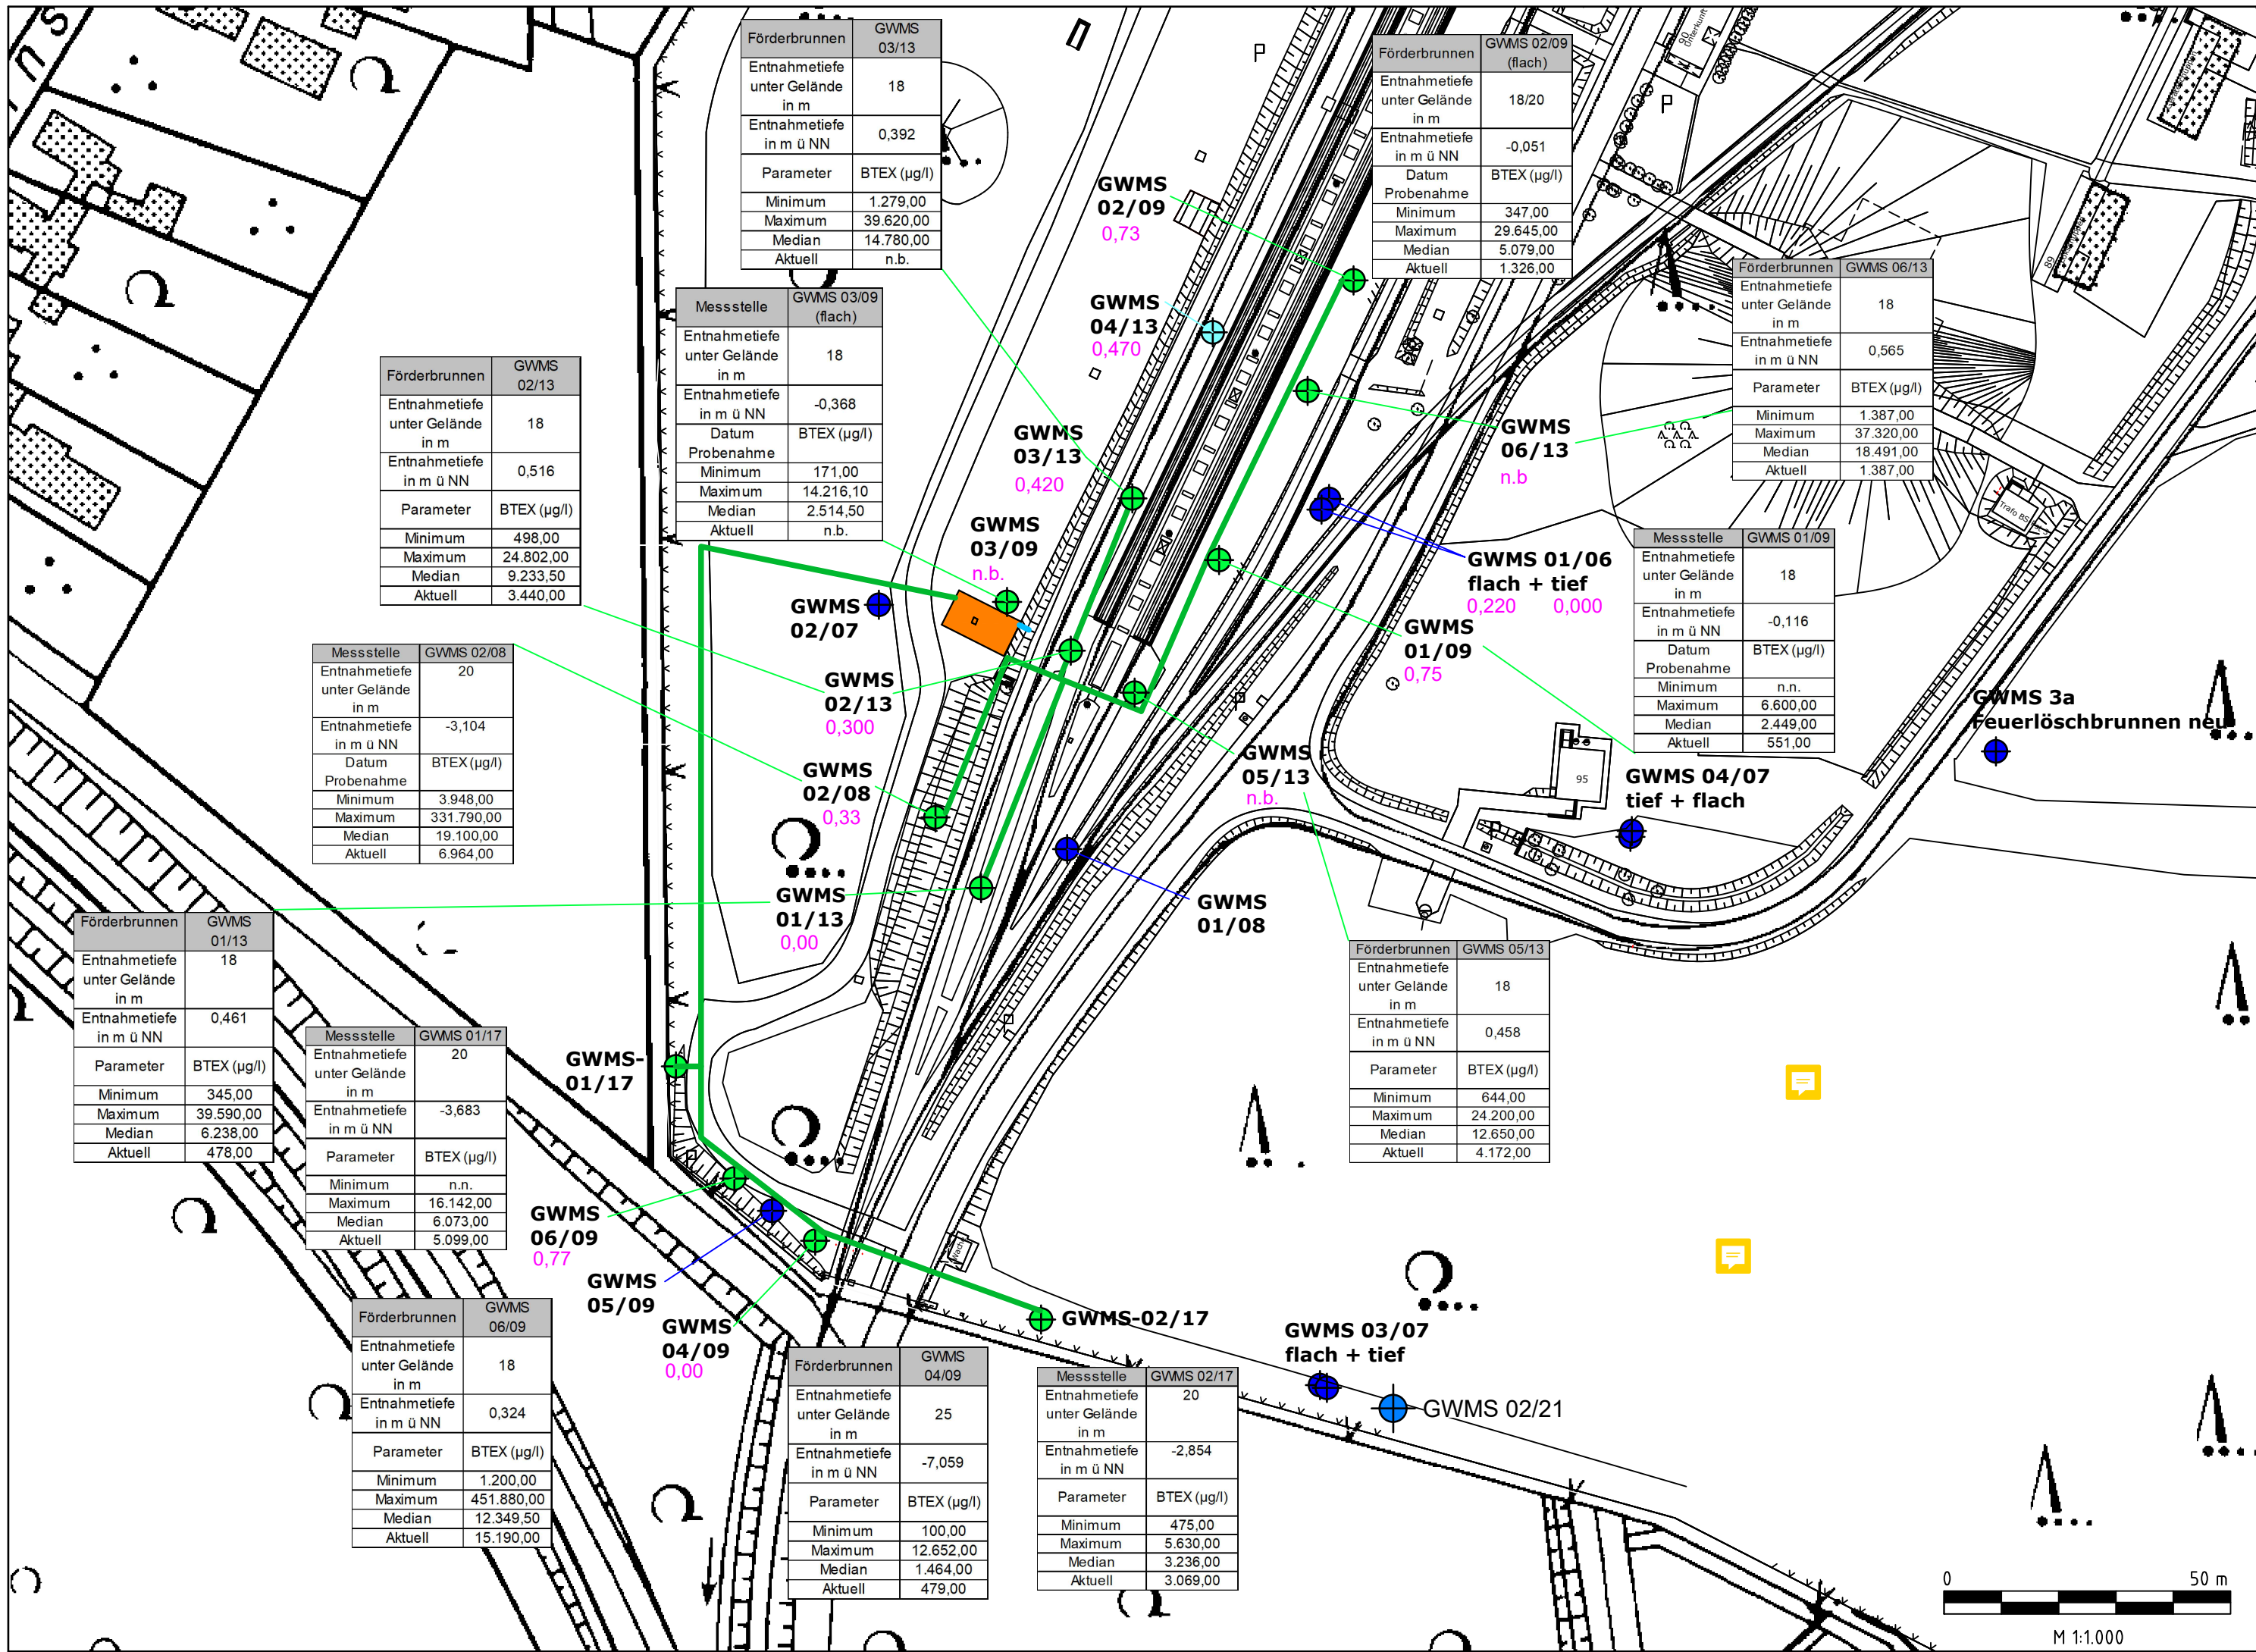 ns
Förderbrunnen GWMS 03/13
Entnahmetiefe unter Gelände in m 18
Entnahmetiefe in m ü NN 0,392
Parameter BTEX (µg/l)
Minimum 1.279,00
Maximum 39.620,00
Median 14.780,00
Aktuell n.b.
Förderbrunnen GWMS 02/09 (flach)
Entnahmetiefe unter Gelände in m 18/20
Entnahmetiefe in m ü NN -0,051
Datum Probenahme BTEX (µg/l)
Minimum 347,00
Maximum 29.645,00
Median 5.079,00
Aktuell 1.326,00
P
P
90
Unterkunft
89
GWMS
02/09
0,73
GWMS
04/13
0,470
Förderbrunnen GWMS 06/13
Entnahmetiefe unter Gelände in m 18
Entnahmetiefe in m ü NN 0,565
Parameter BTEX (µg/l)
Minimum 1.387,00
Maximum 37.320,00
Median 18.491,00
Aktuell 1.387,00
Messstelle GWMS 03/09 (flach)
Entnahmetiefe unter Gelände in m 18
Entnahmetiefe in m ü NN -0,368
Datum Probenahme BTEX (µg/l)
Minimum 171,00
Maximum 14.216,10
Median 2.514,50
Aktuell n.b.
Förderbrunnen GWMS 02/13
Entnahmetiefe unter Gelände in m 18
Entnahmetiefe in m ü NN 0,516
Parameter BTEX (µg/l)
Minimum 498,00
Maximum 24.802,00
Median 9.233,50
Aktuell 3.440,00
GWMS
03/13
0,420
GWMS
06/13
n.b
GWMS
03/09
n.b.
GWMS 01/06
flach + tief
0,220 0,000
GWMS
02/07
GWMS
01/09
0,75
Messstelle GWMS 01/09
Entnahmetiefe unter Gelände in m 18
Entnahmetiefe in m ü NN -0,116
Datum Probenahme BTEX (µg/l)
Minimum n.n.
Maximum 6.600,00
Median 2.449,00
Aktuell 551,00
Messstelle GWMS 02/08
Entnahmetiefe unter Gelände in m 20
Entnahmetiefe in m ü NN -3,104
Datum Probenahme BTEX (µg/l)
Minimum 3.948,00
Maximum 331.790,00
Median 19.100,00
Aktuell 6.964,00
GWMS
02/13
0,300
GWMS 3a
Feuerlöschbrunnen neu
GWMS
05/13
n.b.
GWMS
02/08
0,33
95
GWMS 04/07
tief + flach
GWMS
01/13
0,00
GWMS
01/08
Förderbrunnen GWMS 01/13
Entnahmetiefe unter Gelände in m 18
Entnahmetiefe in m ü NN 0,461
Parameter BTEX (µg/l)
Minimum 345,00
Maximum 39.590,00
Median 6.238,00
Aktuell 478,00
Förderbrunnen GWMS 05/13
Entnahmetiefe unter Gelände in m 18
Entnahmetiefe in m ü NN 0,458
Parameter BTEX (µg/l)
Minimum 644,00
Maximum 24.200,00
Median 12.650,00
Aktuell 4.172,00
Messstelle GWMS 01/17
Entnahmetiefe unter Gelände in m 20
Entnahmetiefe in m ü NN -3,683
Parameter BTEX (µg/l)
Minimum n.n.
Maximum 16.142,00
Median 6.073,00
Aktuell 5.099,00
GWMS-
01/17
GWMS
06/09
0,77
GWMS
05/09
GWMS
04/09
0,00
GWMS-02/17
GWMS 03/07
flach + tief
GWMS 02/21
Förderbrunnen GWMS 06/09
Entnahmetiefe unter Gelände in m 18
Entnahmetiefe in m ü NN 0,324
Parameter BTEX (µg/l)
Minimum 1.200,00
Maximum 451.880,00
Median 12.349,50
Aktuell 15.190,00
Förderbrunnen GWMS 04/09
Entnahmetiefe unter Gelände in m 25
Entnahmetiefe in m ü NN -7,059
Parameter BTEX (µg/l)
Minimum 100,00
Maximum 12.652,00
Median 1.464,00
Aktuell 479,00
Messstelle GWMS 02/17
Entnahmetiefe unter Gelände in m 20
Entnahmetiefe in m ü NN -2,854
Parameter BTEX (µg/l)
Minimum 475,00
Maximum 5.630,00
Median 3.236,00
Aktuell 3.069,00
0 50 m
M 1:1.000